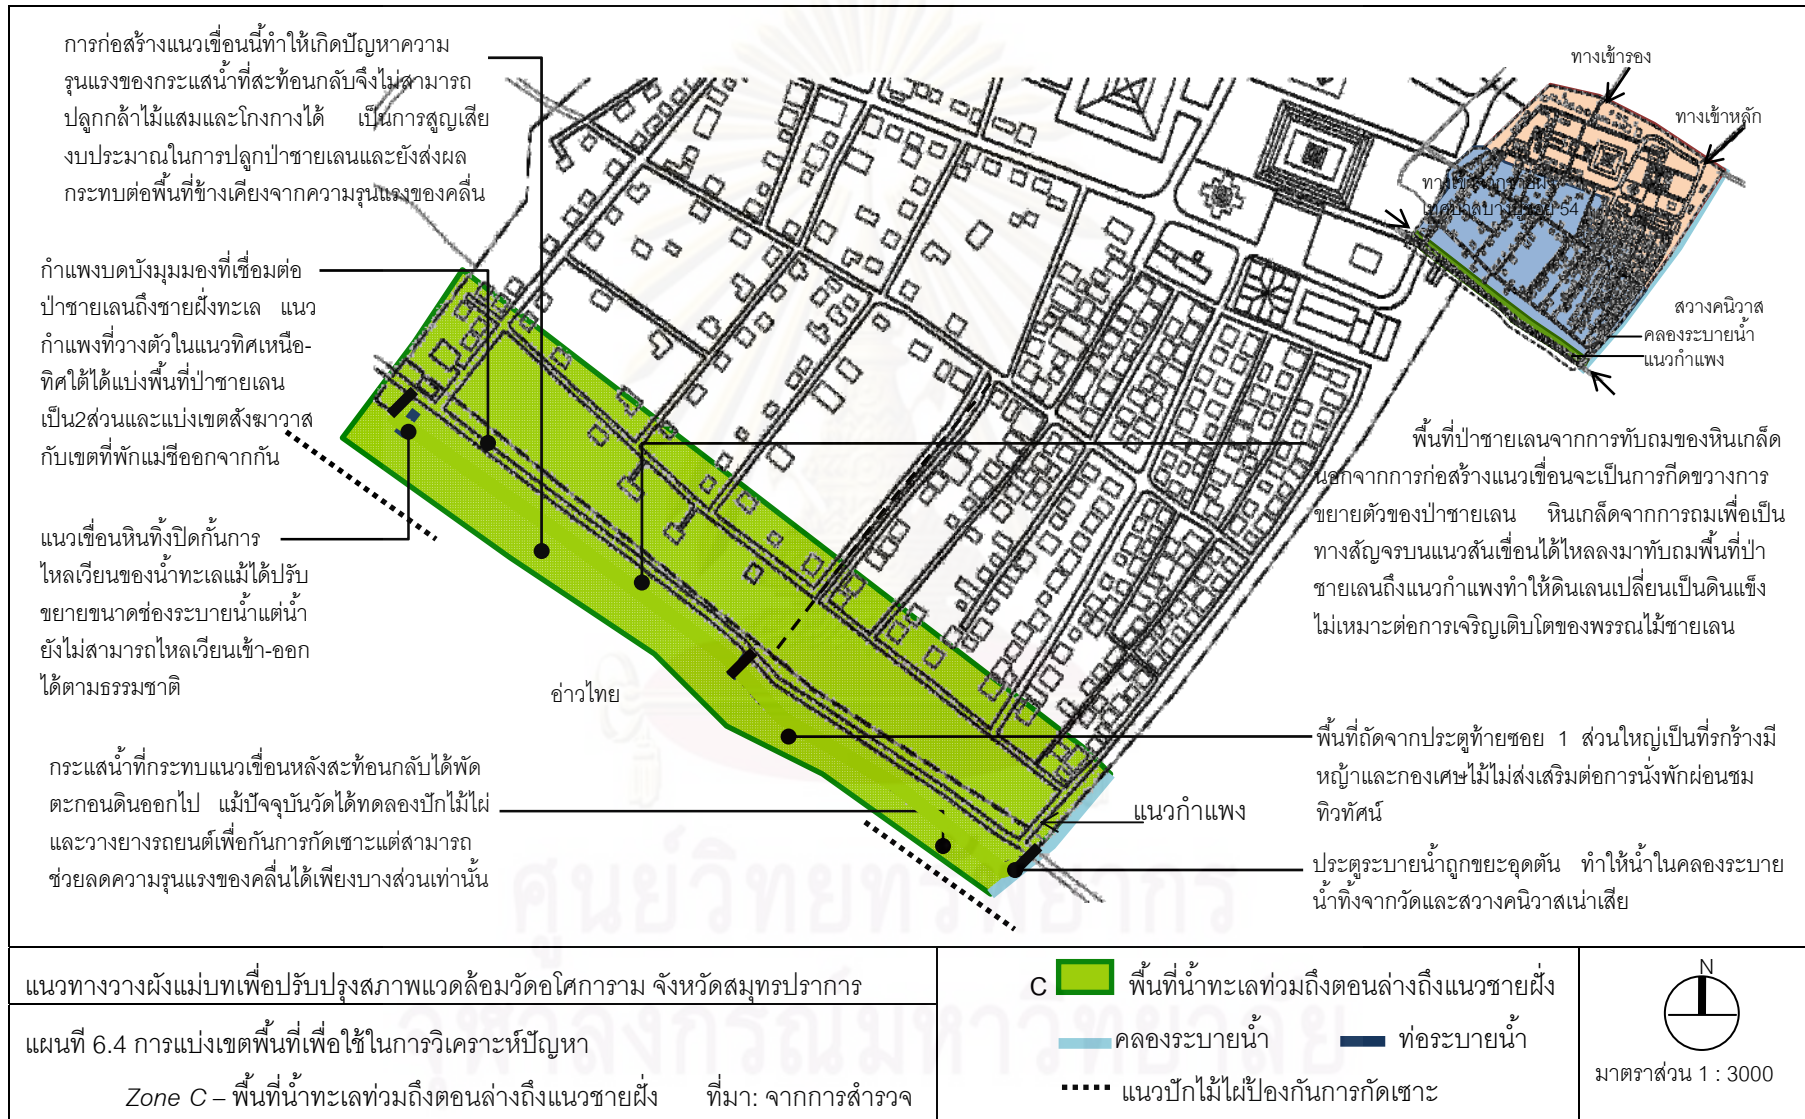 การก่อสร้างแนวเขื่อนนี้ทำให้เกิดปัญหาความ
รุนแรงของกระแสน้ำที่สะท้อนกลับจึงไม่สามารถ
ปลูกกล้าไม้แสมและโกงกางได้ เป็นการสูญเสีย
งบประมาณในการปลูกป่าชายเลนและยังส่งผล
กระทบต่อพื้นที่ข้างเคียงจากความรุนแรงของคลื่น
กำแพงบดบังมุมมองที่เชื่อมต่อ
ป่าชายเลนถึงชายฝั่งทะเล แนว
กำแพงที่วางตัวในแนวทิศเหนือ-
ทิศใต้ได้แบ่งพื้นที่ป่าชายเลน
เป็น2ส่วนและแบ่งเขตสังฆาวาส
กับเขตที่พักแม่ชีออกจากกัน
แนวเขื่อนหินทิ้งปิดกั้นการ
ไหลเวียนของน้ำทะเลแม้ได้ปรับ
ขยายขนาดช่องระบายน้ำแต่น้ำ
ยังไม่สามารถไหลเวียนเข้า-ออก
ได้ตามธรรมชาติ
กระแสน้ำที่กระทบแนวเขื่อนหลังสะท้อนกลับได้พัด
ตะกอนดินออกไป แม้ปัจจุบันวัดได้ทดลองปักไม้ไผ่
และวางยางรถยนต์เพื่อกันการกัดเซาะแต่สามารถ
ช่วยลดความรุนแรงของคลื่นได้เพียงบางส่วนเท่านั้น
อ่าวไทย
แนวกำแพง
ทางเข้ารอง
ทางเข้าหลัก
ทางเข้าจากชายฝั่ง
เทศบาลบางปูซอย 54
สวางคนิวาส
คลองระบายน้ำ
แนวกำแพง
พื้นที่ป่าชายเลนจากการทับถมของหินเกล็ด
นอกจากการก่อสร้างแนวเขื่อนจะเป็นการกีดขวางการ
ขยายตัวของป่าชายเลน หินเกล็ดจากการถมเพื่อเป็น
ทางสัญจรบนแนวสันเขื่อนได้ไหลลงมาทับถมพื้นที่ป่า
ชายเลนถึงแนวกำแพงทำให้ดินเลนเปลี่ยนเป็นดินแข็ง
ไม่เหมาะต่อการเจริญเติบโตของพรรณไม้ชายเลน
พื้นที่ถัดจากประตูท้ายซอย 1 ส่วนใหญ่เป็นที่รกร้างมี
หญ้าและกองเศษไม้ไม่ส่งเสริมต่อการนั่งพักผ่อนชม
ทิวทัศน์
ประตูระบายน้ำถูกขยะอุดตัน ทำให้น้ำในคลองระบาย
น้ำทิ้งจากวัดและสวางคนิวาสเน่าเสีย
ศูนย์วิทยทรัพยากร
จุฬาลงกรณ์มหาวิทยาลัย
แนวทางวางผังแม่บทเพื่อปรับปรุงสภาพแวดล้อมวัดอโศการาม จังหวัดสมุทรปราการ
แผนที่ 6.4 การแบ่งเขตพื้นที่เพื่อใช้ในการวิเคราะห์ปัญหา
Zone C – พื้นที่น้ำทะเลท่วมถึงตอนล่างถึงแนวชายฝั่ง ที่มา: จากการสำรวจ
C พื้นที่น้ำทะเลท่วมถึงตอนล่างถึงแนวชายฝั่ง
คลองระบายน้ำ ท่อระบายน้ำ
แนวปักไม้ไผ่ป้องกันการกัดเซาะ
N
มาตราส่วน 1 : 3000